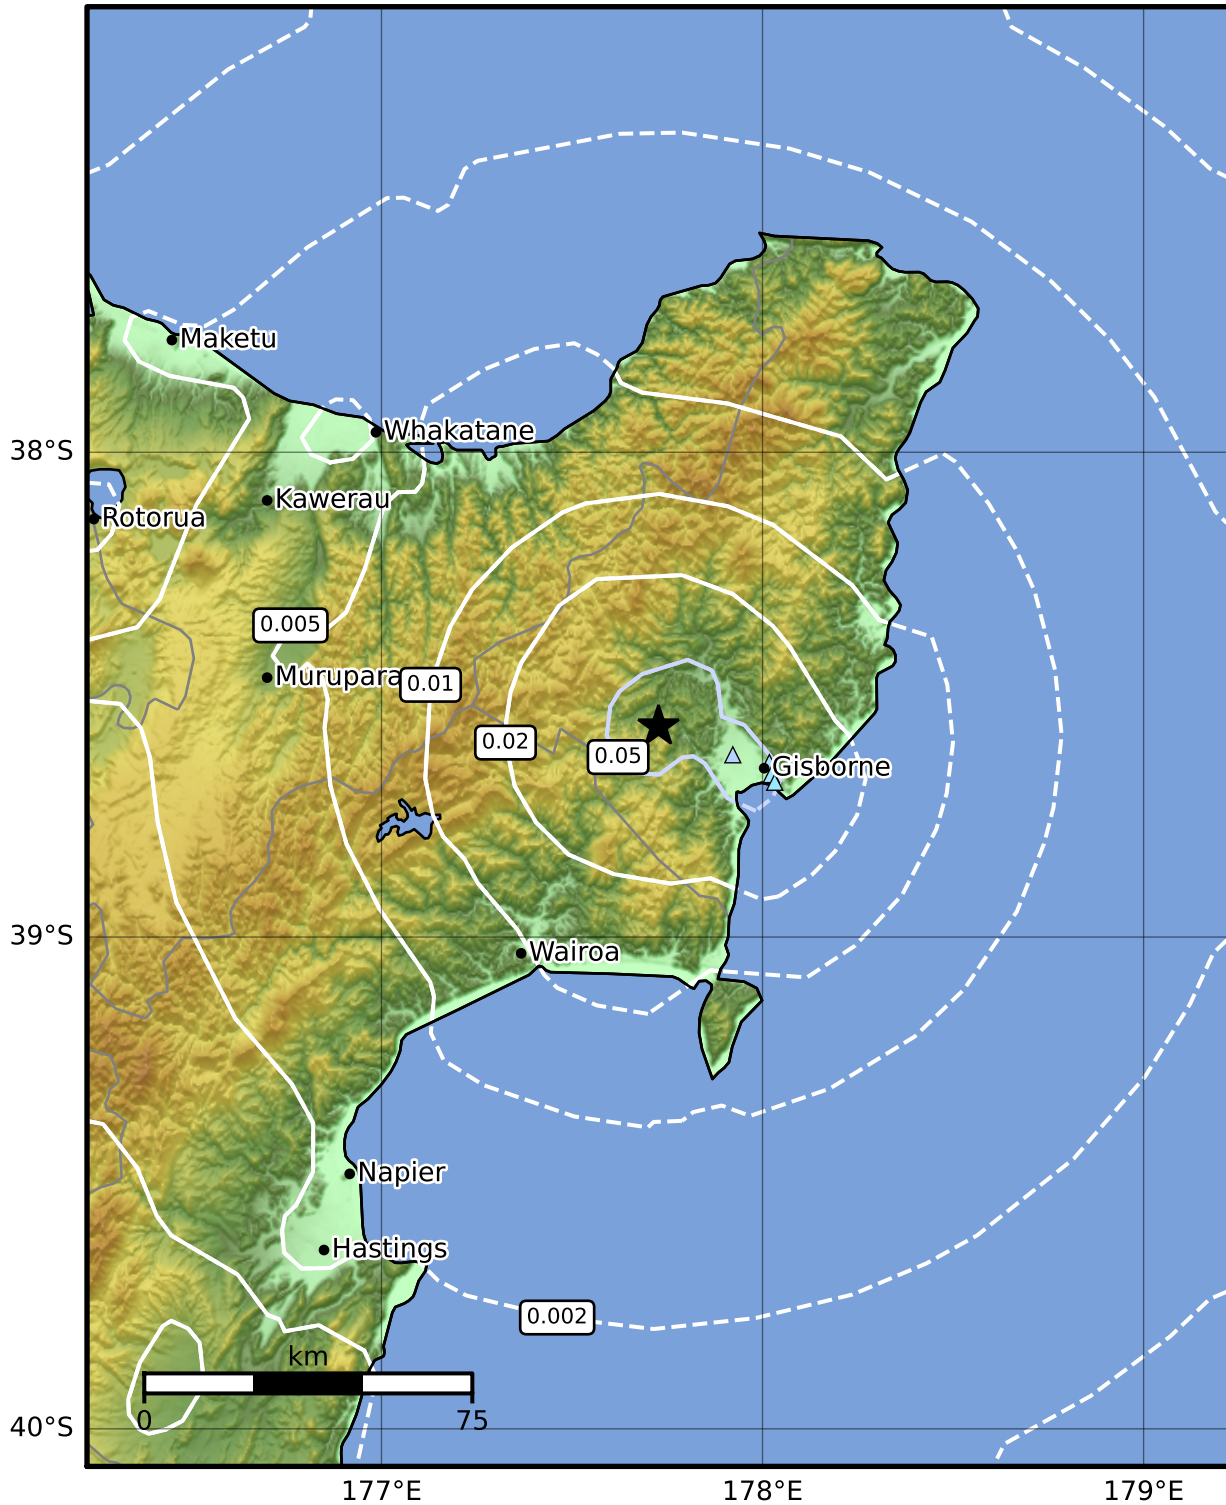 Maketu
Whakatane
38°S
Kawerau
Rotorua
0.005
Murupara
0.01
0.02
0.05
Gisborne
39°S
Wairoa
Napier
Hastings
0.002
km
0
75
40°S
177°E
178°E
179°E